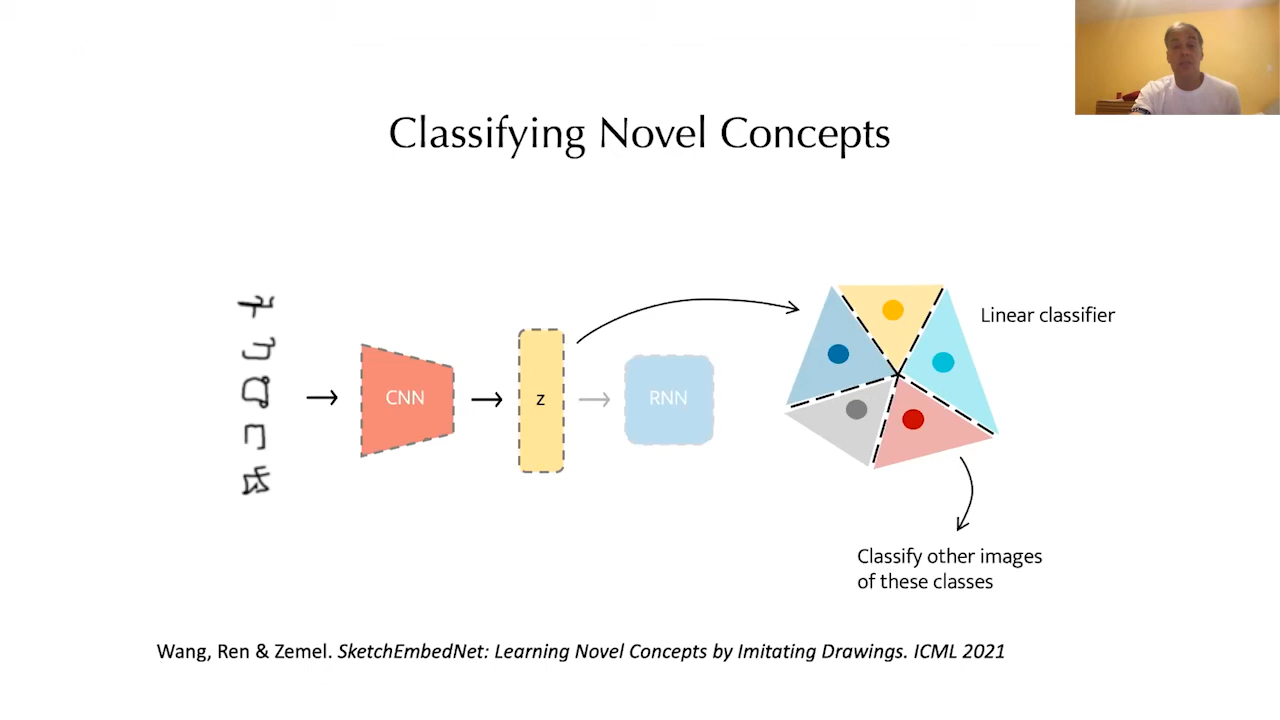 Classifying Novel Concepts
CNN
z
RNN
Linear classifier
Classify other images
of these classes
Wang, Ren & Zemel. SketchEmbedNet: Learning Novel Concepts by Imitating Drawings. ICML 2021